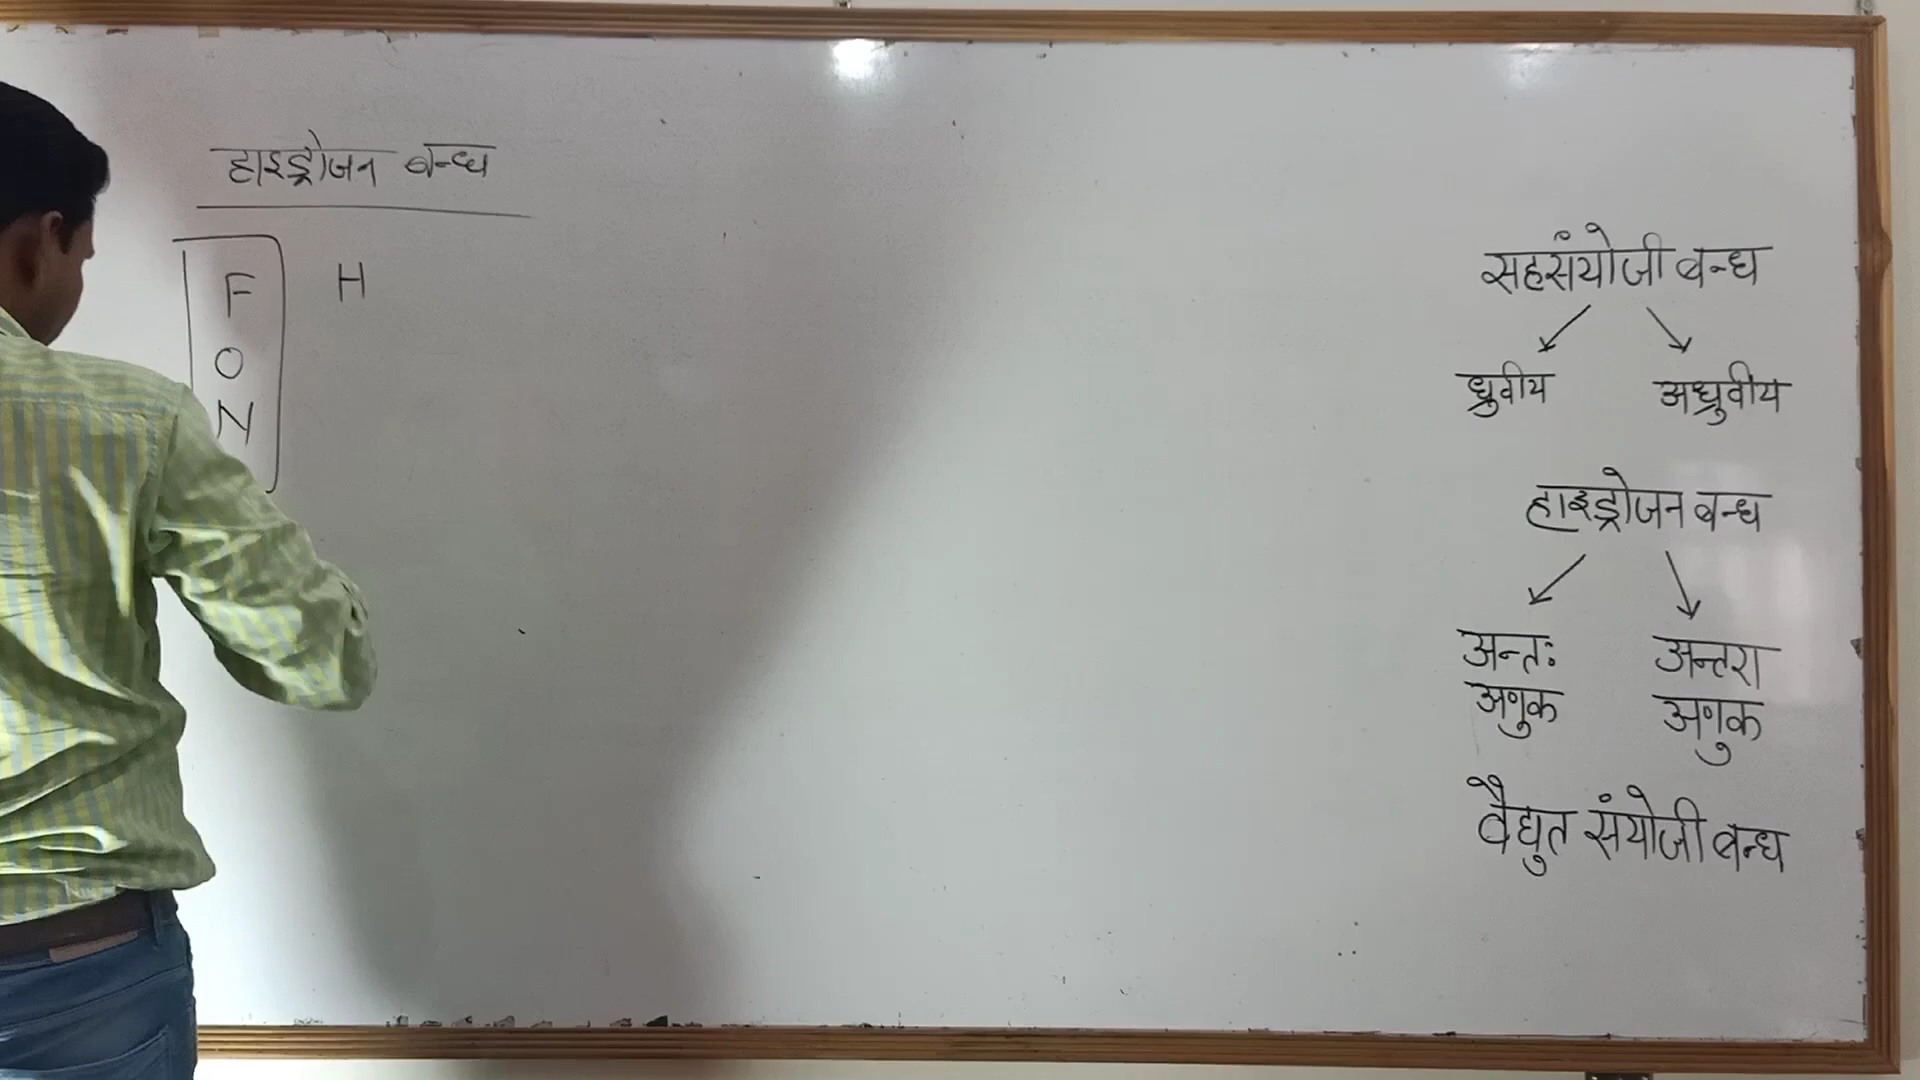 हाइड्रोजन बन्ध
F H
O
N
सहसंयोजी बन्ध
ध्रुवीय अध्रुवीय
हाइड्रोजन बन्ध
अन्तः अन्तरा
अणुक अणुक
वैद्युत संयोजी बन्ध